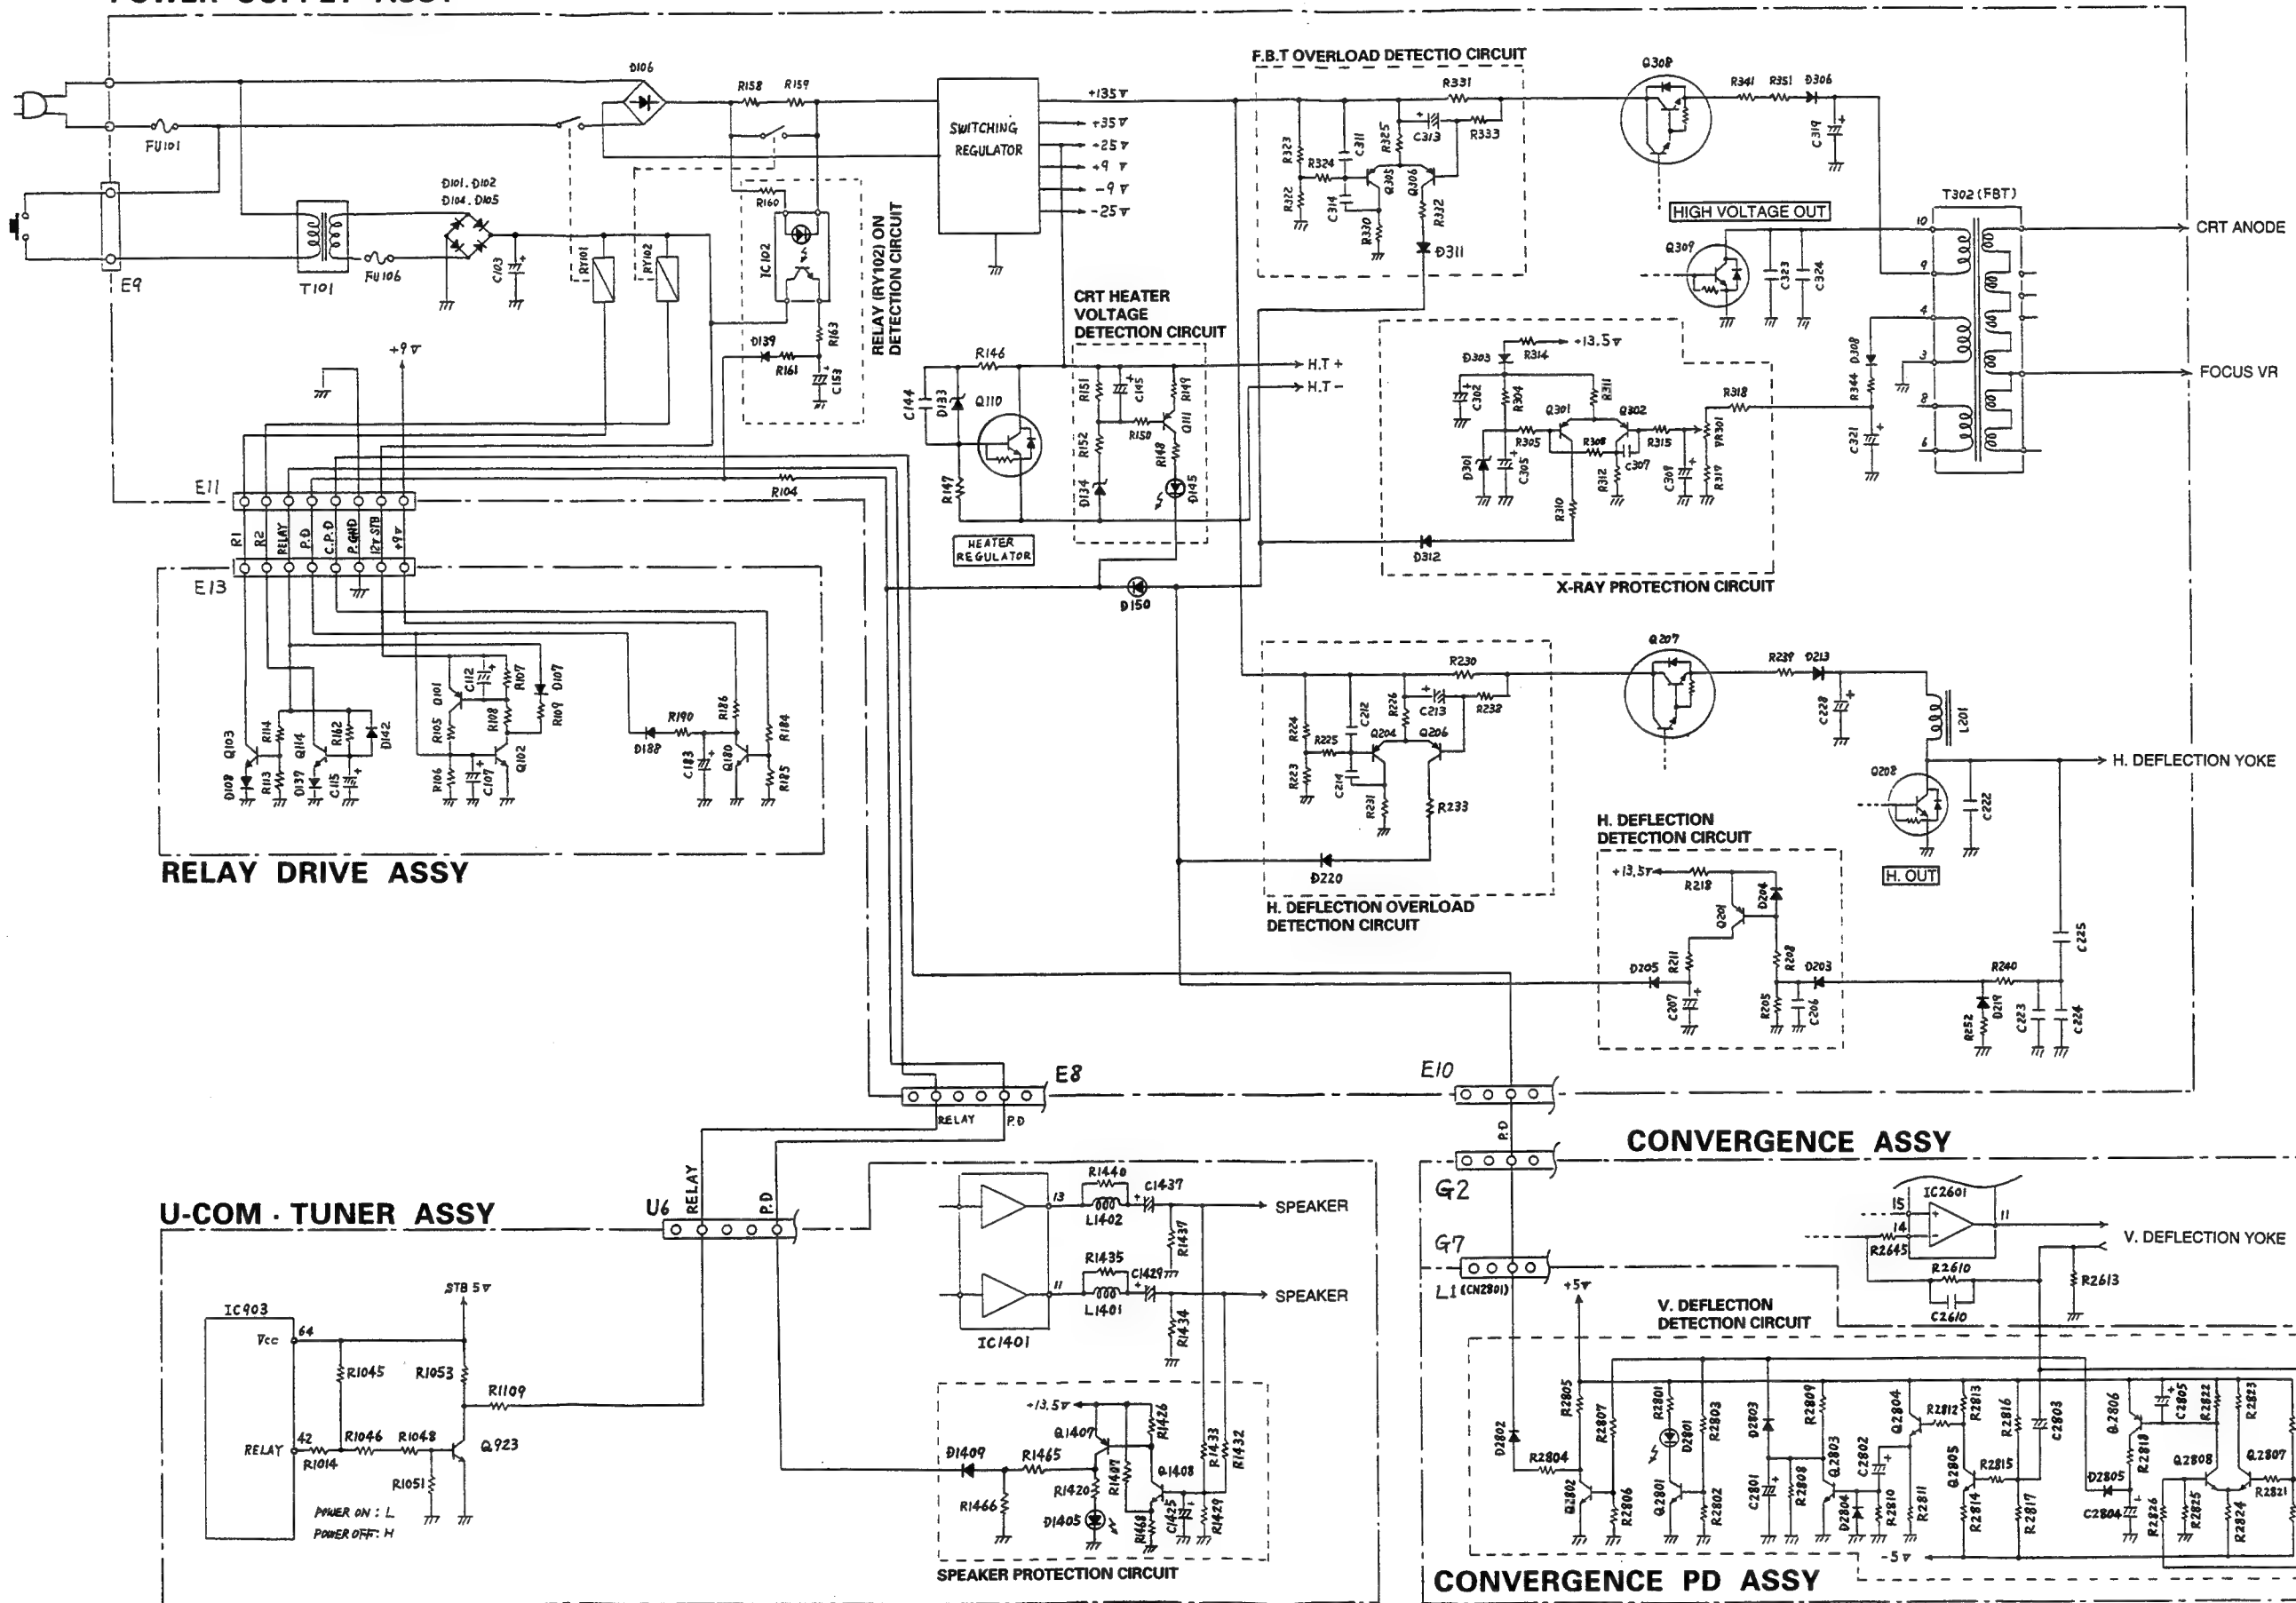 D106
R158
R159
FU101
D101. D102
D104. D105
T101
FU106
C103
RY101
RY102
E9
+9V
R160
IC102
R163
D139
R161
C153
RELAY (RY102) ON
DETECTION CIRCUIT
SWITCHING
REGULATOR
+135V
+35V
+25V
+9 V
-9 V
-25V
F.B.T OVERLOAD DETECTIO CIRCUIT
R331
R323
R324
C311
R325
C313
R333
R322
C314
Q305
Q306
R330
R332
D311
Q308
R341
R351
D306
C319
HIGH VOLTAGE OUT
Q309
C323
C324
T302 (FBT)
10
9
4
3
8
6
CRT ANODE
FOCUS VR
D308
R344
C321
CRT HEATER
VOLTAGE
DETECTION CIRCUIT
R146
C144
D133
Q110
R147
HEATER
REGULATOR
R151
C145
R149
R150
Q111
R152
R148
D134
D145
H.T +
H.T -
D303
R314
+13.5V
C302
R304
R311
Q301
Q302
R305
R308
R315
R318
VR301
D301
C305
R312
C307
C309
R319
R310
D312
X-RAY PROTECTION CIRCUIT
D150
E11
R104
R1
R2
RELAY
P.D
C.P.D
P.GND
12V STB
+9V
E13
Q101
C112
R107
D107
R105
R108
R109
Q103
R114
Q114
R162
D142
D108
R113
D137
C115
R106
C107
Q102
R190
R186
R184
D188
C183
Q180
R185
RELAY DRIVE ASSY
R230
R224
C212
R226
C213
R232
R225
Q204
Q206
R223
C214
R231
R233
D220
H. DEFLECTION OVERLOAD
DETECTION CIRCUIT
Q207
R239
D213
C228
L201
H. DEFLECTION YOKE
Q208
C222
H. OUT
H. DEFLECTION
DETECTION CIRCUIT
+13.5V
R218
D204
Q201
R211
R208
D205
D203
C207
R205
C206
R240
C225
R252
D219
C223
C224
E8
RELAY
P.D
E10
P.D
CONVERGENCE ASSY
G2
G7
L1 (CN2801)
U-COM · TUNER ASSY
U6
RELAY
P.D
STB 5V
IC903
Vcc
64
R1045
R1053
R1109
RELAY
42
R1014
R1046
R1048
Q923
R1051
POWER ON : L
POWER OFF : H
R1440
13
L1402
C1437
R1437
SPEAKER
R1435
11
L1401
C1429
R1434
SPEAKER
IC1401
+13.5V
Q1407
R1426
R1433
R1432
D1409
R1465
R1407
Q1408
R1420
R1466
D1405
R1468
C1425
R1429
SPEAKER PROTECTION CIRCUIT
IC2601
15
14
11
R2645
R2610
C2610
R2613
V. DEFLECTION YOKE
+5V
V. DEFLECTION
DETECTION CIRCUIT
D2802
R2804
R2805
R2807
R2801
D2801
R2803
D2803
R2809
Q2804
R2812
R2813
R2816
C2803
Q2806
C2805
R2822
R2823
Q2802
R2806
Q2801
R2802
C2801
R2808
Q2803
C2802
D2804
R2810
R2811
Q2805
R2815
R2814
R2817
D2805
R2818
C2804
Q2808
Q2807
R2826
R2825
R2824
R2821
-5V
CONVERGENCE PD ASSY